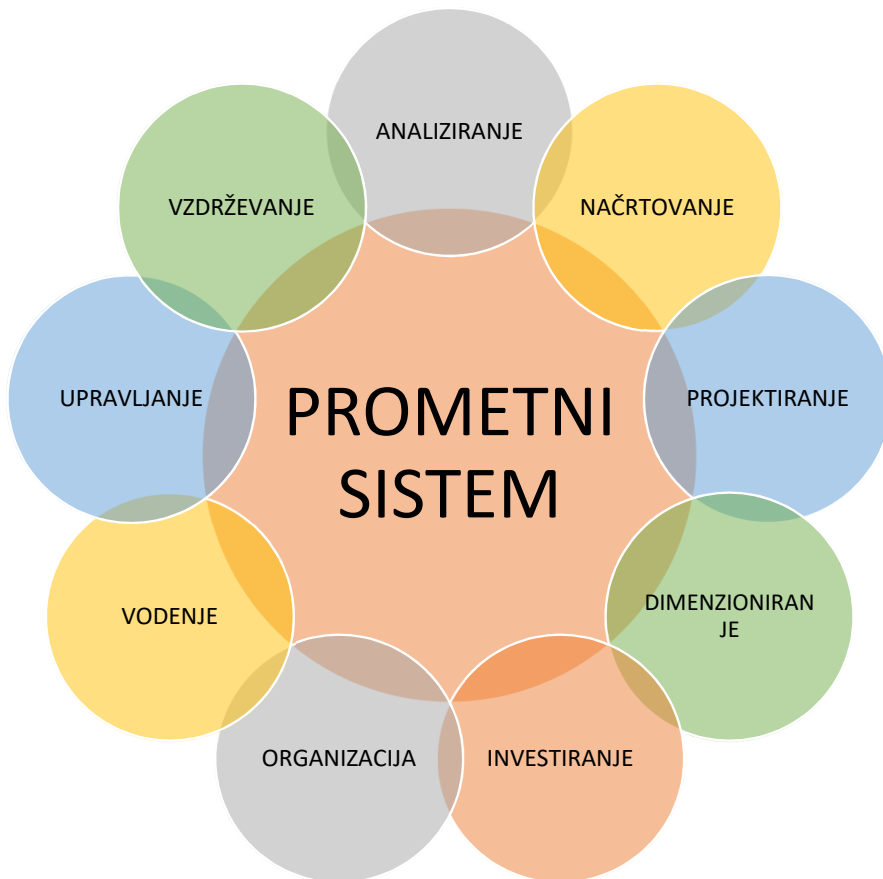 ANALIZIRANJE
NAČRTOVANJE
PROJEKTIRANJE
DIMENZIONIRAN
JE
INVESTIRANJE
ORGANIZACIJA
VODENJE
UPRAVLJANJE
VZDRŽEVANJE
PROMETNI
SISTEM